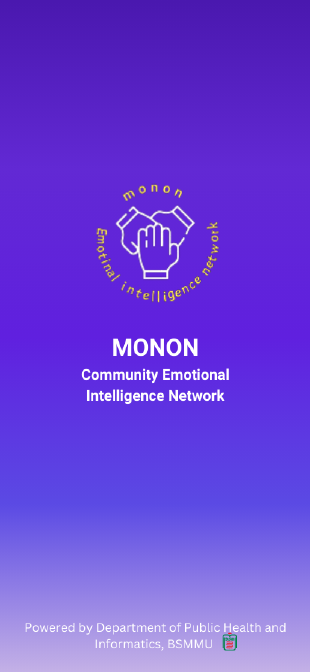 monon
Emotinal intelligence network
MONON
Community Emotional
Intelligence Network
Powered by Department of Public Health and
Informatics, BSMMU